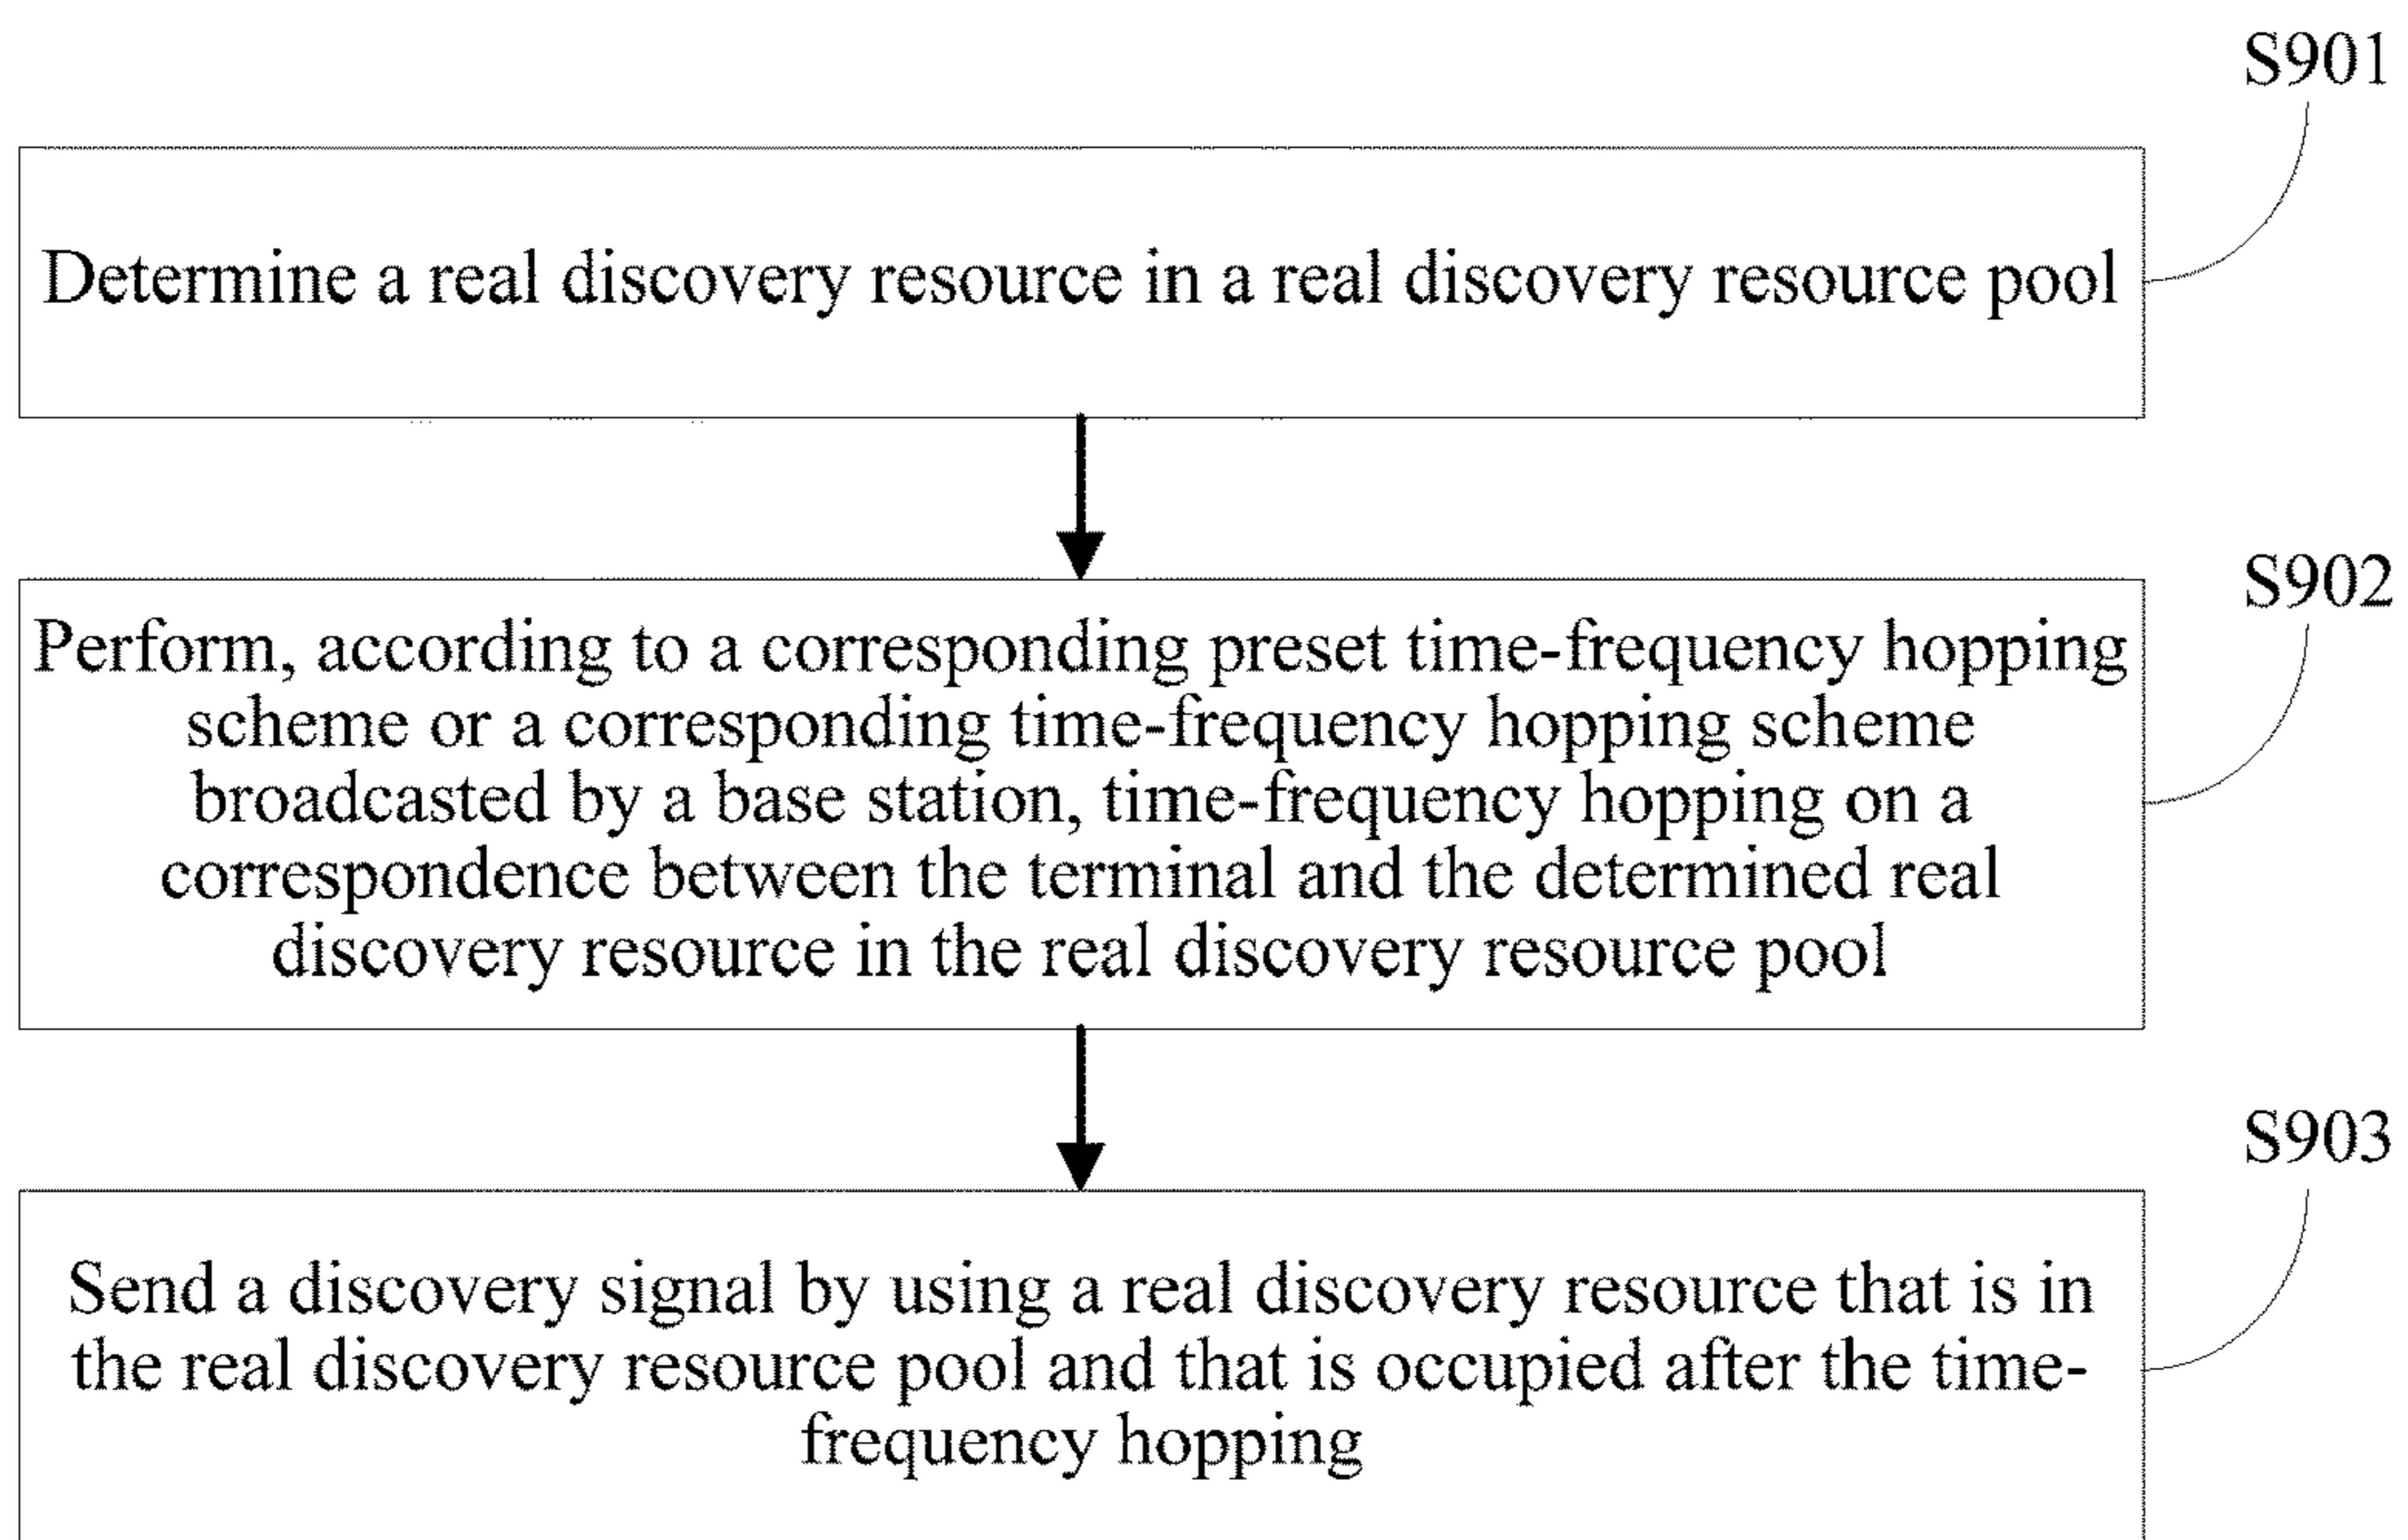 S901
Determine a real discovery resource in a real discovery resource pool
S902
Perform, according to a corresponding preset time-frequency hopping
scheme or a corresponding time-frequency hopping scheme
broadcasted by a base station, time-frequency hopping on a
correspondence between the terminal and the determined real
discovery resource in the real discovery resource pool
S903
Send a discovery signal by using a real discovery resource that is in
the real discovery resource pool and that is occupied after the time-
frequency hopping